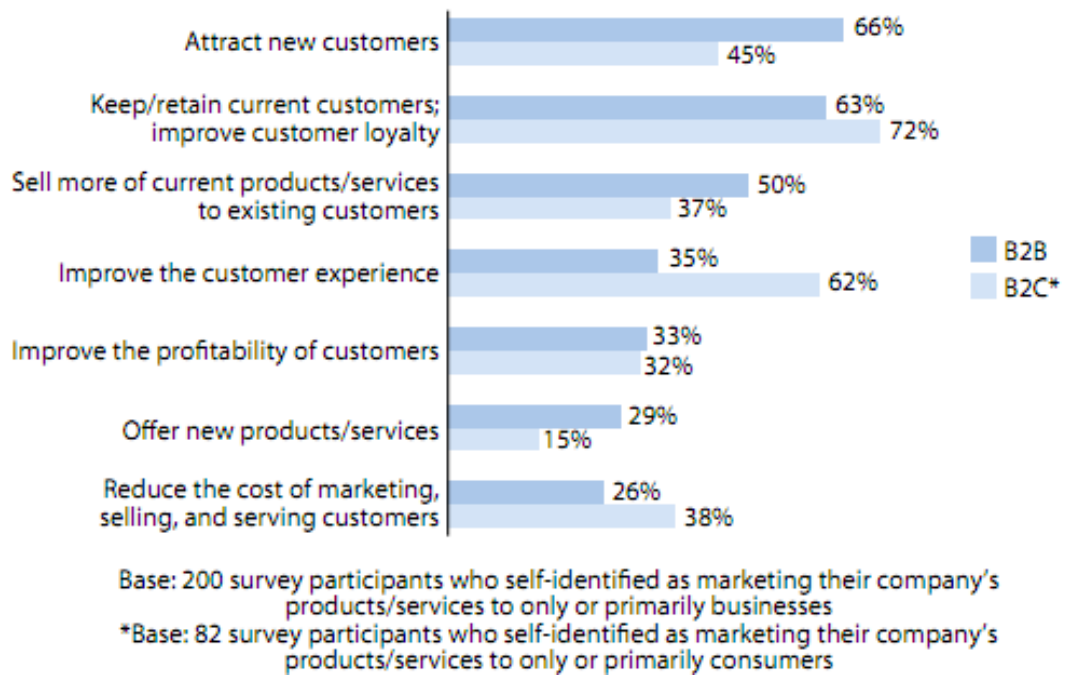 Attract new customers
66%
45%
Keep/retain current customers;
improve customer loyalty
63%
72%
Sell more of current products/services
to existing customers
50%
37%
Improve the customer experience
35%
62%
B2B
B2C*
Improve the profitability of customers
33%
32%
Offer new products/services
29%
15%
Reduce the cost of marketing,
selling, and serving customers
26%
38%
Base: 200 survey participants who self-identified as marketing their company's
products/services to only or primarily businesses
*Base: 82 survey participants who self-identified as marketing their company's
products/services to only or primarily consumers